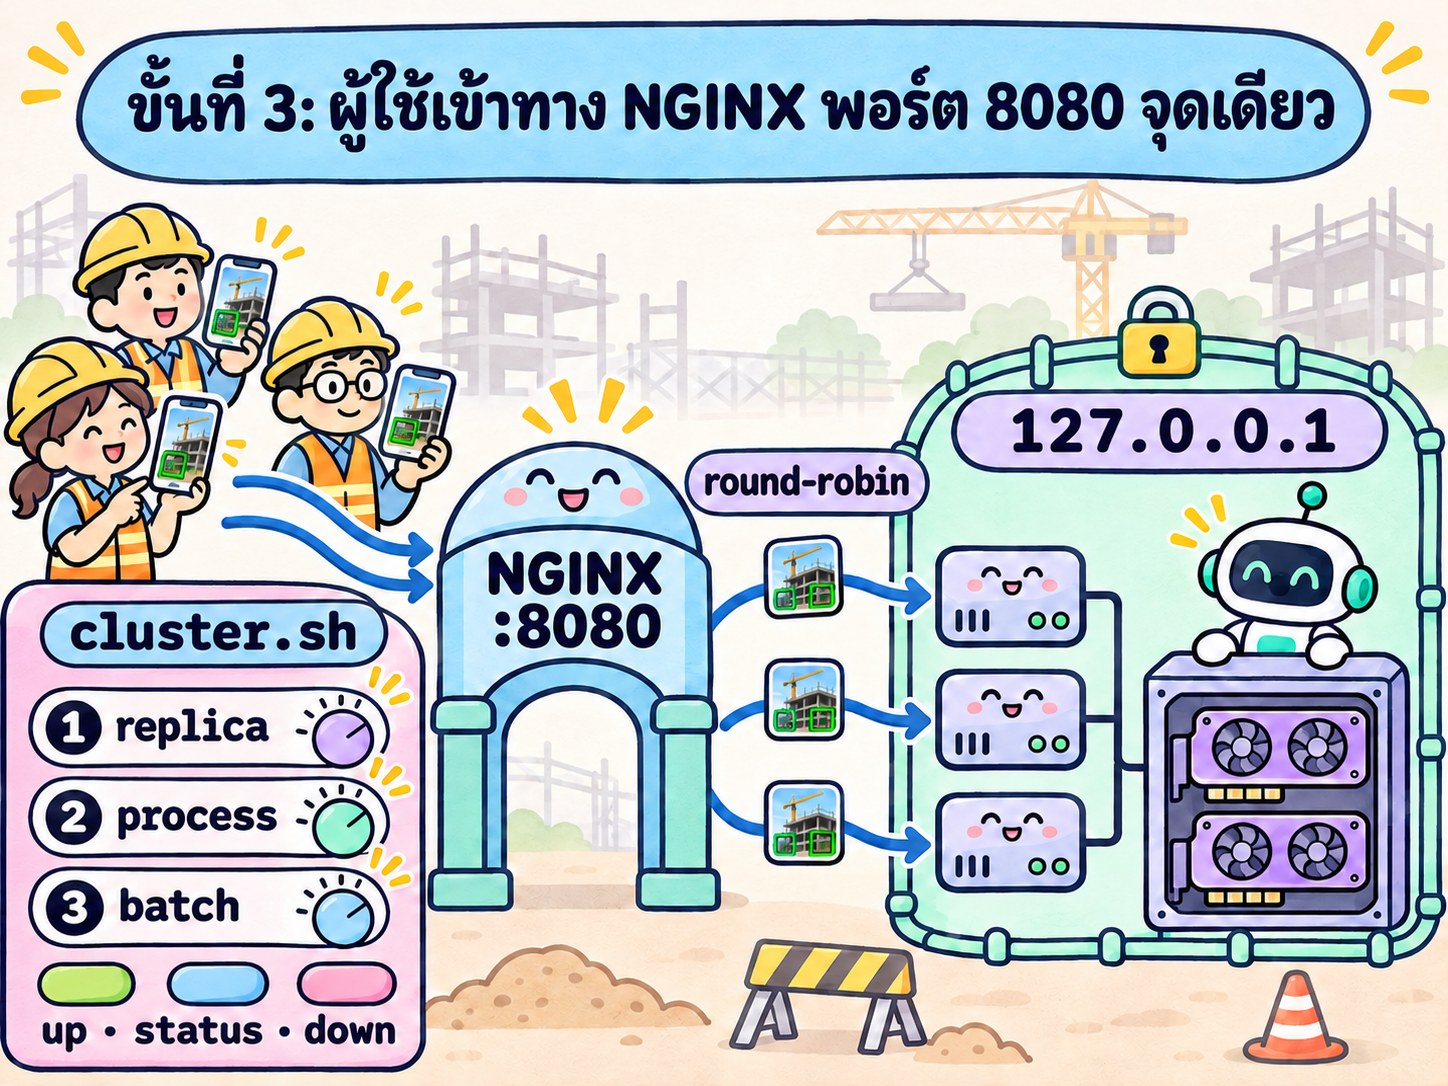 ขั้นที่ 3: ผู้ใช้เข้าทาง NGINX พอร์ต 8080 จุดเดียว
127.0.0.1
round-robin
NGINX
:8080
cluster.sh
1 replica
2 process
3 batch
up · status · down